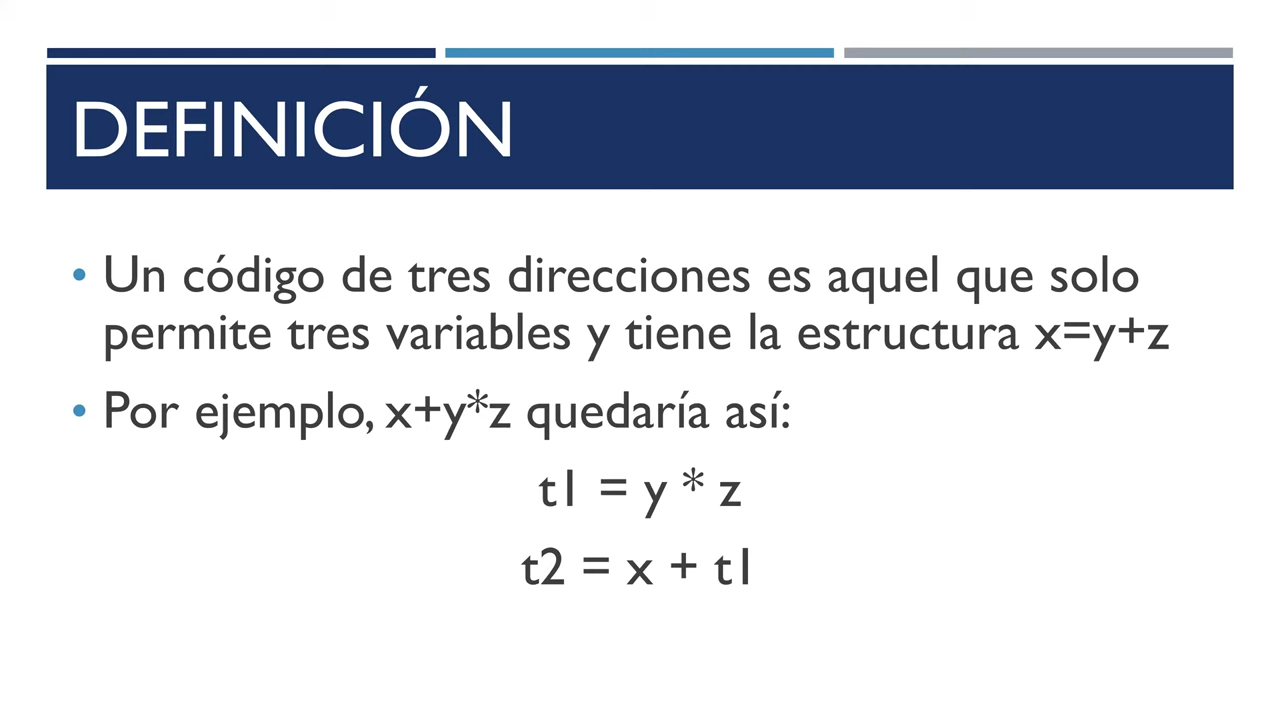 DEFINICIÓN
• Un código de tres direcciones es aquel que solo
permite tres variables y tiene la estructura x=y+z
• Por ejemplo, x+y*z quedaría así:
t1 = y * z
t2 = x + t1